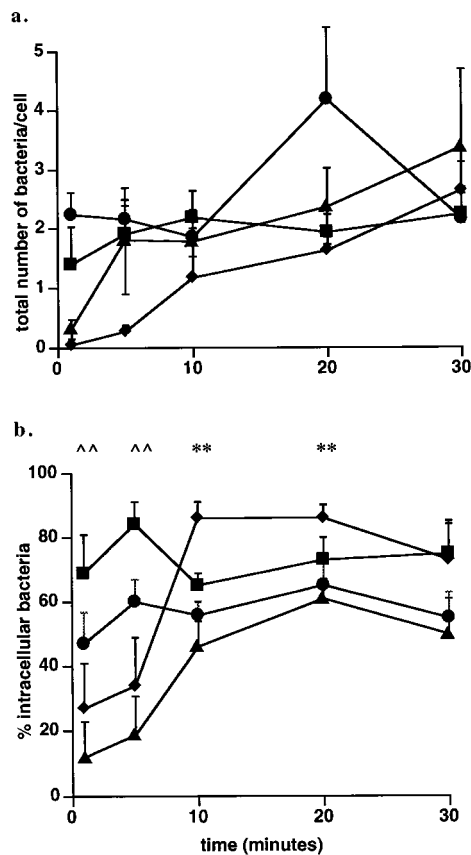 a.
total number of bacteria/cell
5
4
3
2
1
0
0 10 20 30
b.
^^ ^^ ** **
% intracellular bacteria
100
80
60
40
20
0
0 10 20 30
time (minutes)